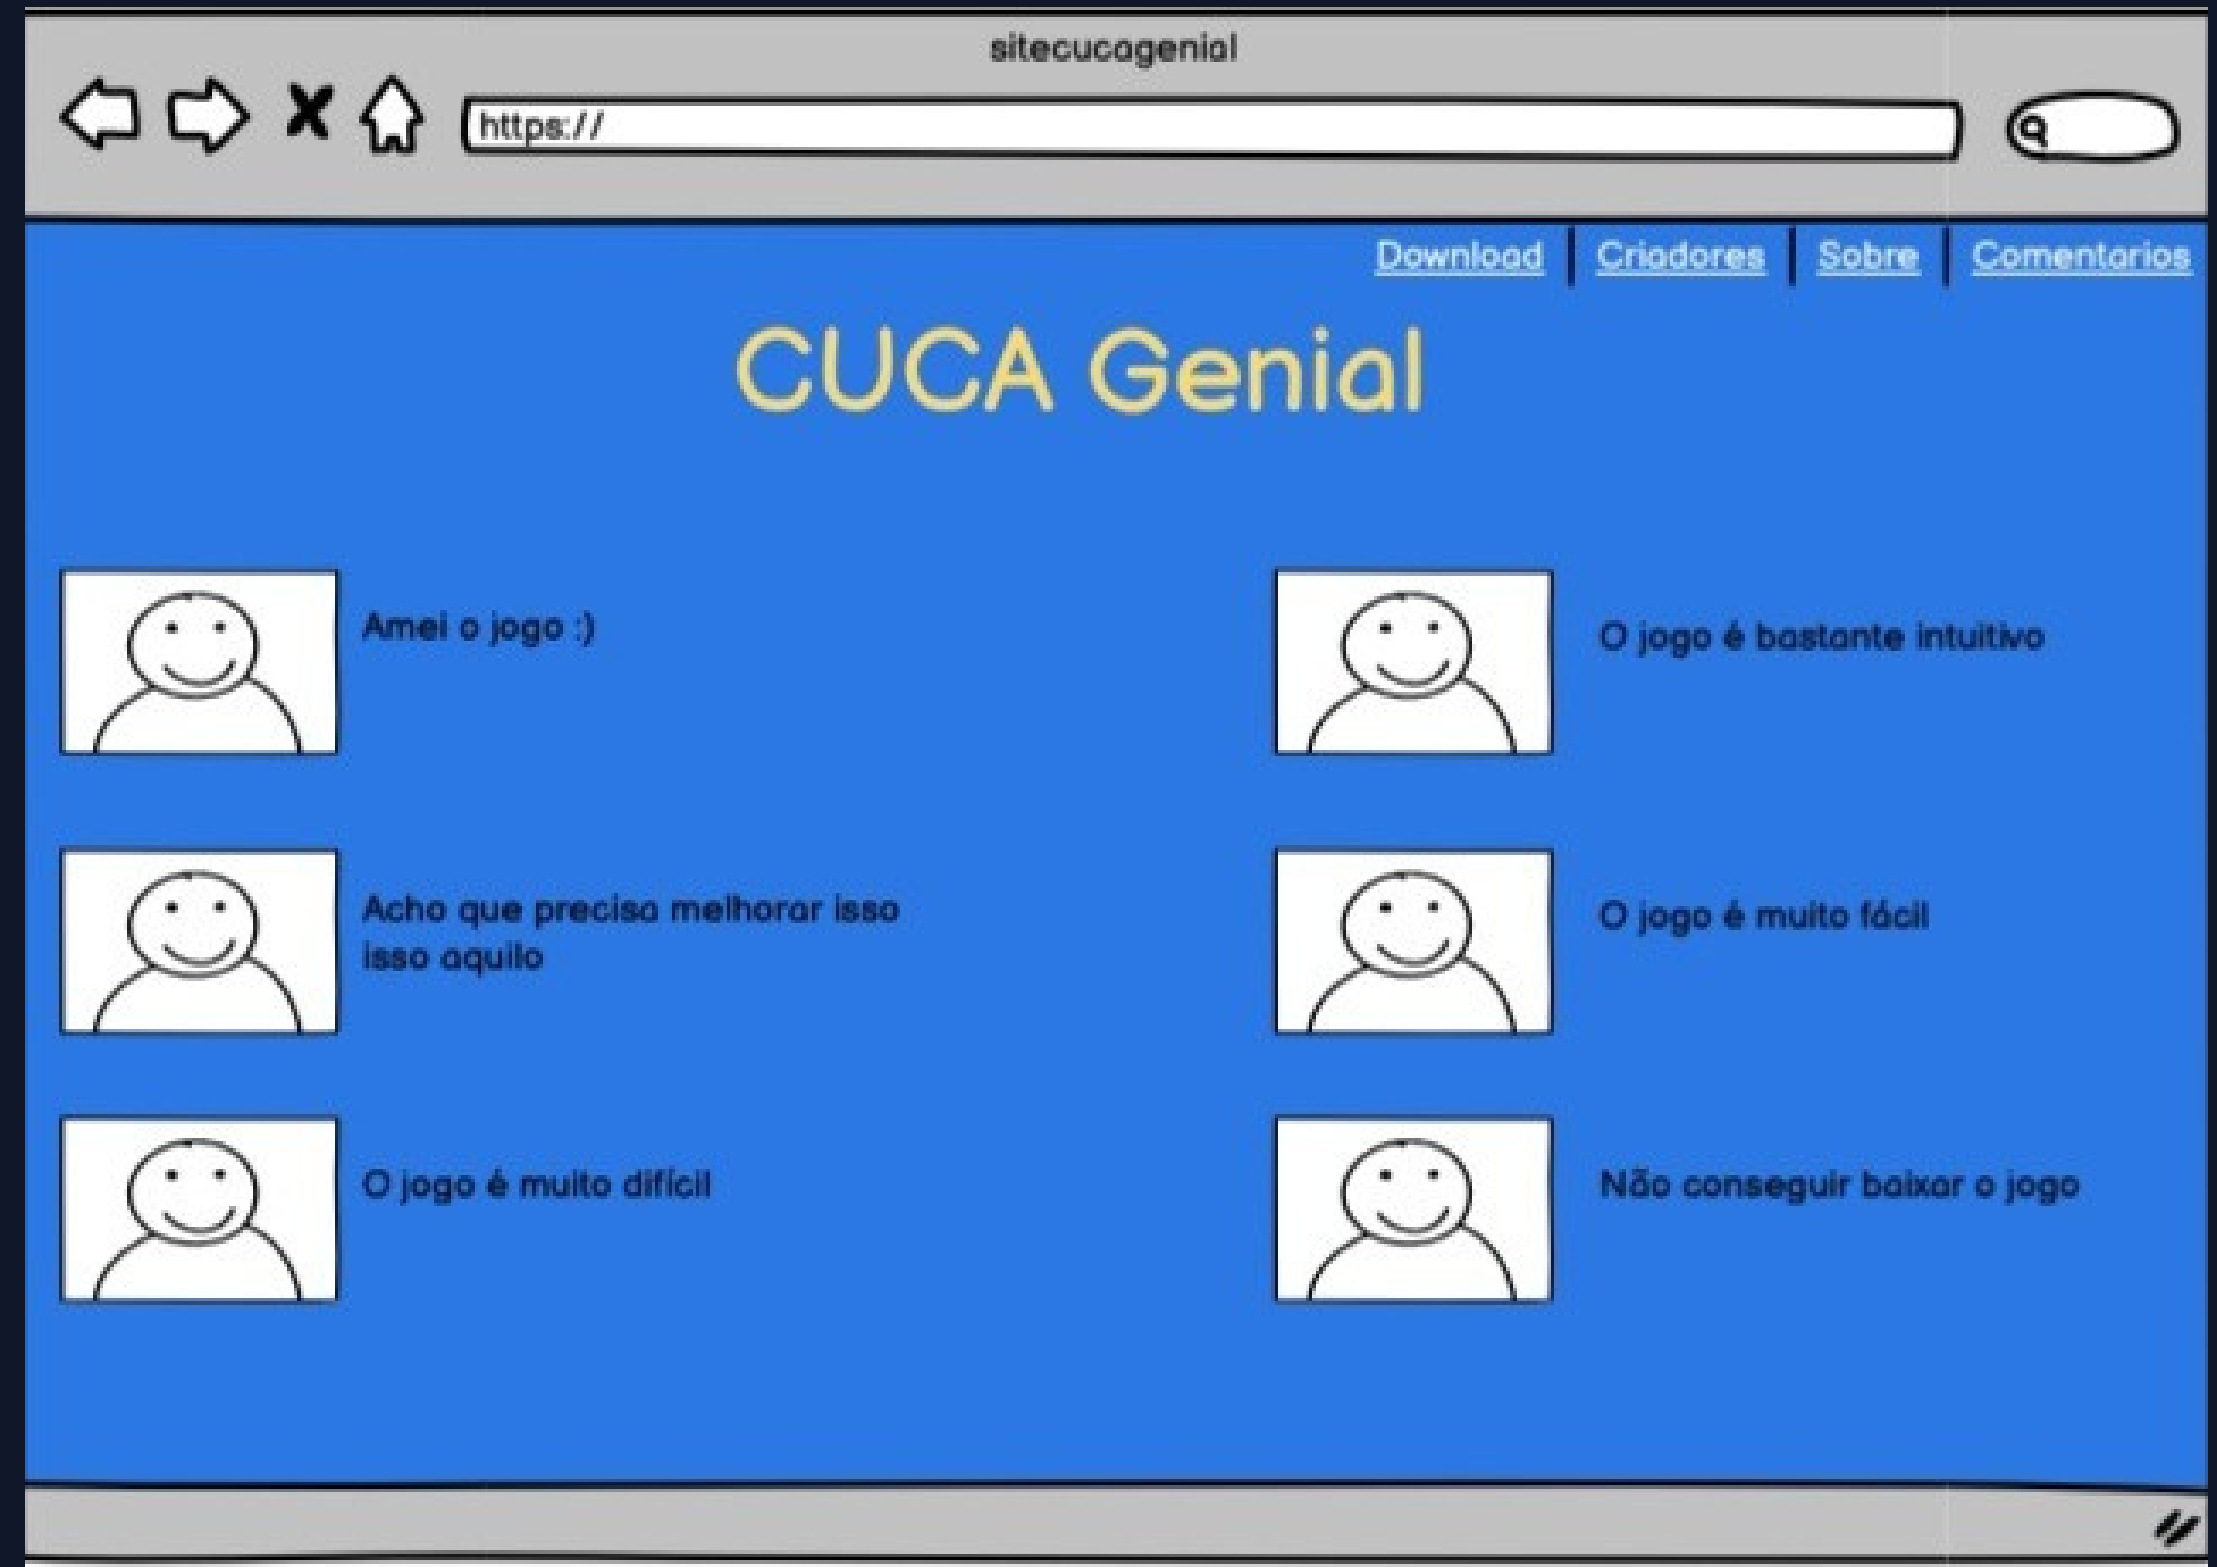 sitecucagenial
https://
Download Criadores Sobre Comentarios
CUCA Genial
Amei o jogo :)
O jogo é bastante intuitivo
Acho que precisa melhorar isso
isso aquilo
O jogo é muito fácil
O jogo é muito difícil
Não conseguir baixar o jogo